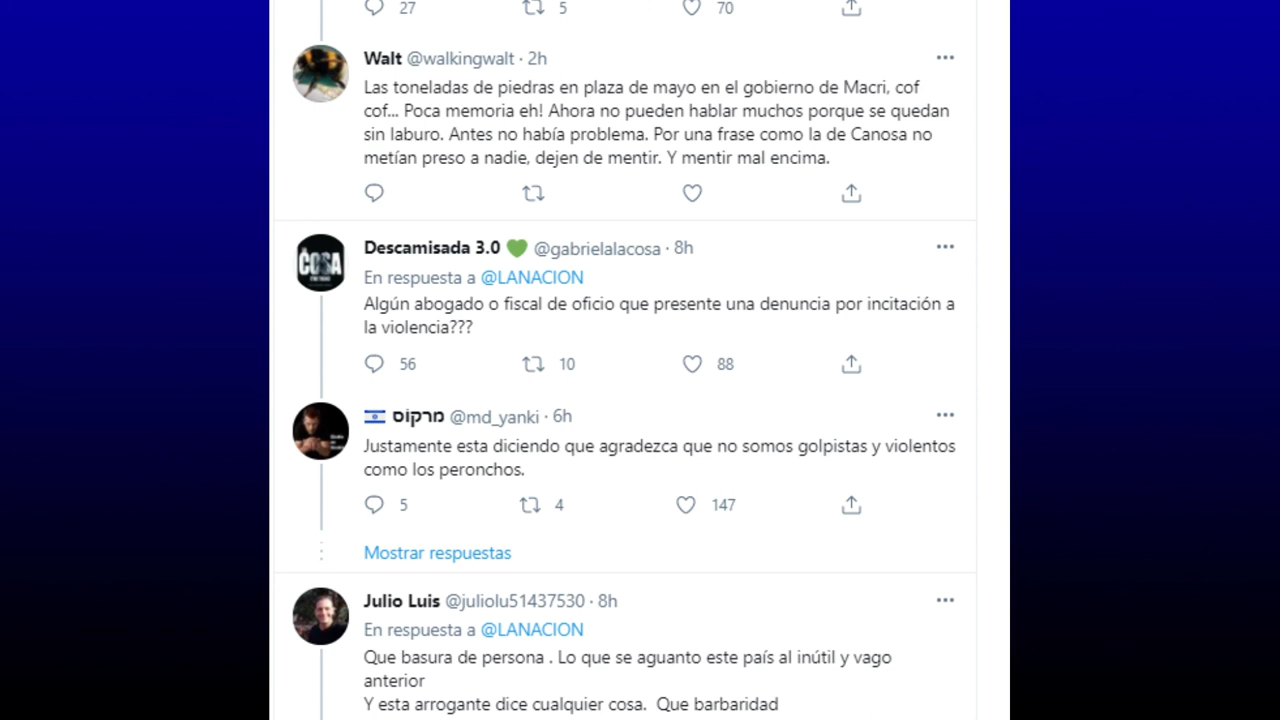 27 5 70
Walt @walkingwalt · 2h
Las toneladas de piedras en plaza de mayo en el gobierno de Macri, cof
cof... Poca memoria eh! Ahora no pueden hablar muchos porque se quedan
sin laburo. Antes no había problema. Por una frase como la de Canosa no
metían preso a nadie, dejen de mentir. Y mentir mal encima.
COSA
Descamisada 3.0 💚 @gabrielalacosa · 8h
En respuesta a @LANACION
Algún abogado o fiscal de oficio que presente una denuncia por incitación a
la violencia???
56 10 88
🇮🇱 מרקוֹס @md_yanki · 6h
Justamente esta diciendo que agradezca que no somos golpistas y violentos
como los peronchos.
5 4 147
Mostrar respuestas
Julio Luis @juliolu51437530 · 8h
En respuesta a @LANACION
Que basura de persona . Lo que se aguanto este país al inútil y vago
anterior
Y esta arrogante dice cualquier cosa.  Que barbaridad